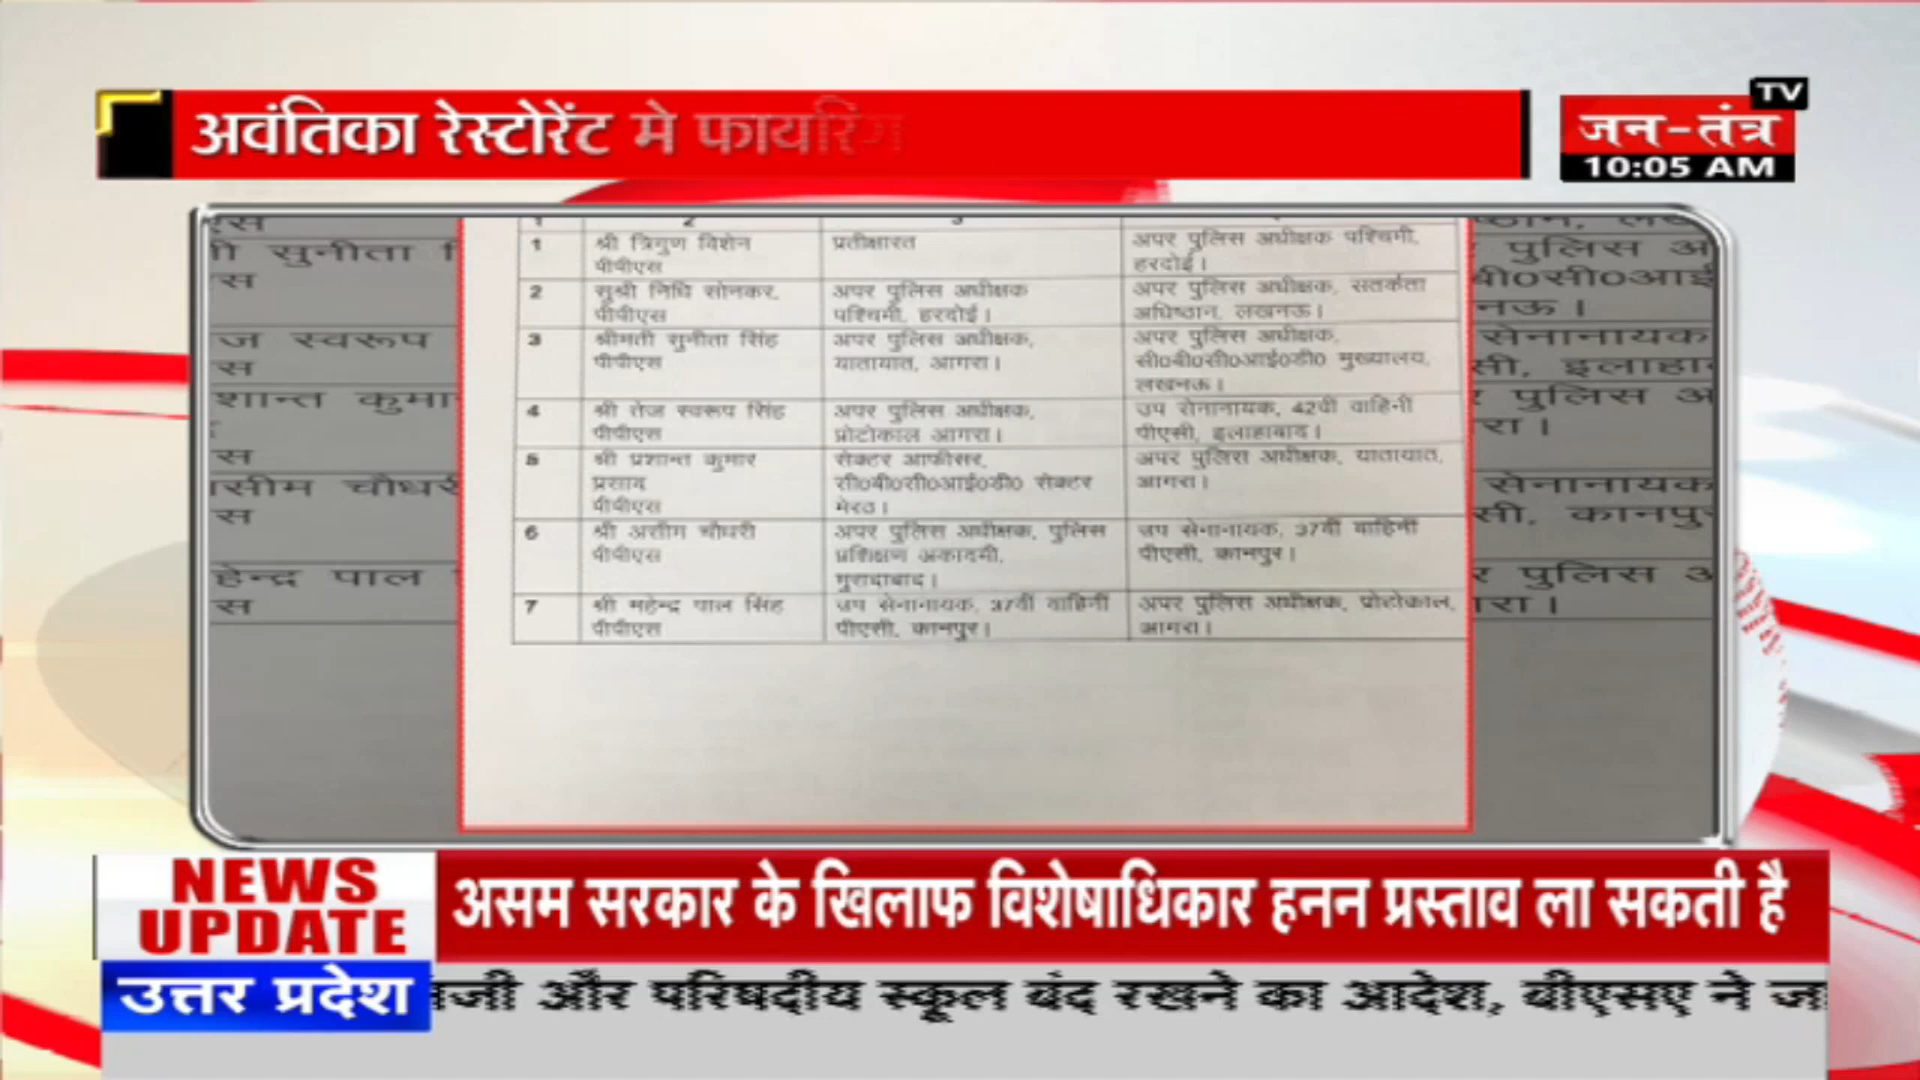 अवंतिका रेस्टोरेंट मे फायरिंग
TV
जन-तंत्र
10:05 AM
1 2 3
1 श्री त्रिगुण विशेन प्रतीक्षारत अपर पुलिस अधीक्षक पश्चिमी,
पीपीएस हरदोई।
2 सुश्री निधि सोनकर, अपर पुलिस अधीक्षक अपर पुलिस अधीक्षक, सतर्कता
पीपीएस पश्चिमी, हरदोई। अधिष्ठान, लखनऊ।
3 श्रीमती सुनीता सिंह अपर पुलिस अधीक्षक, अपर पुलिस अधीक्षक,
पीपीएस यातायात, आगरा। सी0बी0सी0आई0डी0 मुख्यालय,
लखनऊ।
4 श्री तेज स्वरूप सिंह अपर पुलिस अधीक्षक, उप सेनानायक, 42वी वाहिनी
पीपीएस प्रोटोकाल आगरा। पीएसी, इलाहाबाद।
5 श्री प्रशान्त कुमार सेक्टर आफीसर, अपर पुलिस अधीक्षक, यातायात,
प्रसाद सी0बी0सी0आई0डी0 सेक्टर आगरा।
पीपीएस मेरठ।
6 श्री असीम चौधरी अपर पुलिस अधीक्षक, पुलिस उप सेनानायक, 37वीं वाहिनी
पीपीएस प्रशिक्षण अकादमी, पीएसी, कानपुर।
मुरादाबाद।
7 श्री महेन्द्र पाल सिंह उप सेनानायक, 37वीं वाहिनी अपर पुलिस अधीक्षक, प्रोटोकाल,
पीपीएस पीएसी, कानपुर। आगरा।
NEWS
UPDATE
असम सरकार के खिलाफ विशेषाधिकार हनन प्रस्ताव ला सकती है
उत्तर प्रदेश
और परिषदीय स्कूल बंद रखने का आदेश, बीएसए ने